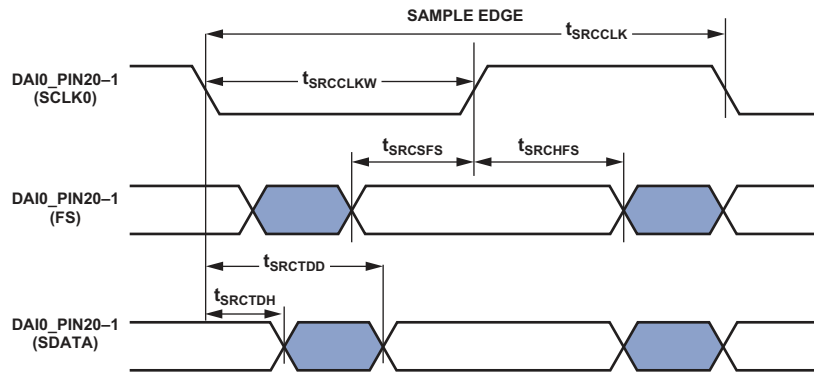 SAMPLE EDGE
tSRCCLK
DAI0_PIN20–1
(SCLK0)
tSRCCLKW
tSRCSFS
tSRCHFS
DAI0_PIN20–1
(FS)
tSRCTDD
tSRCTDH
DAI0_PIN20–1
(SDATA)